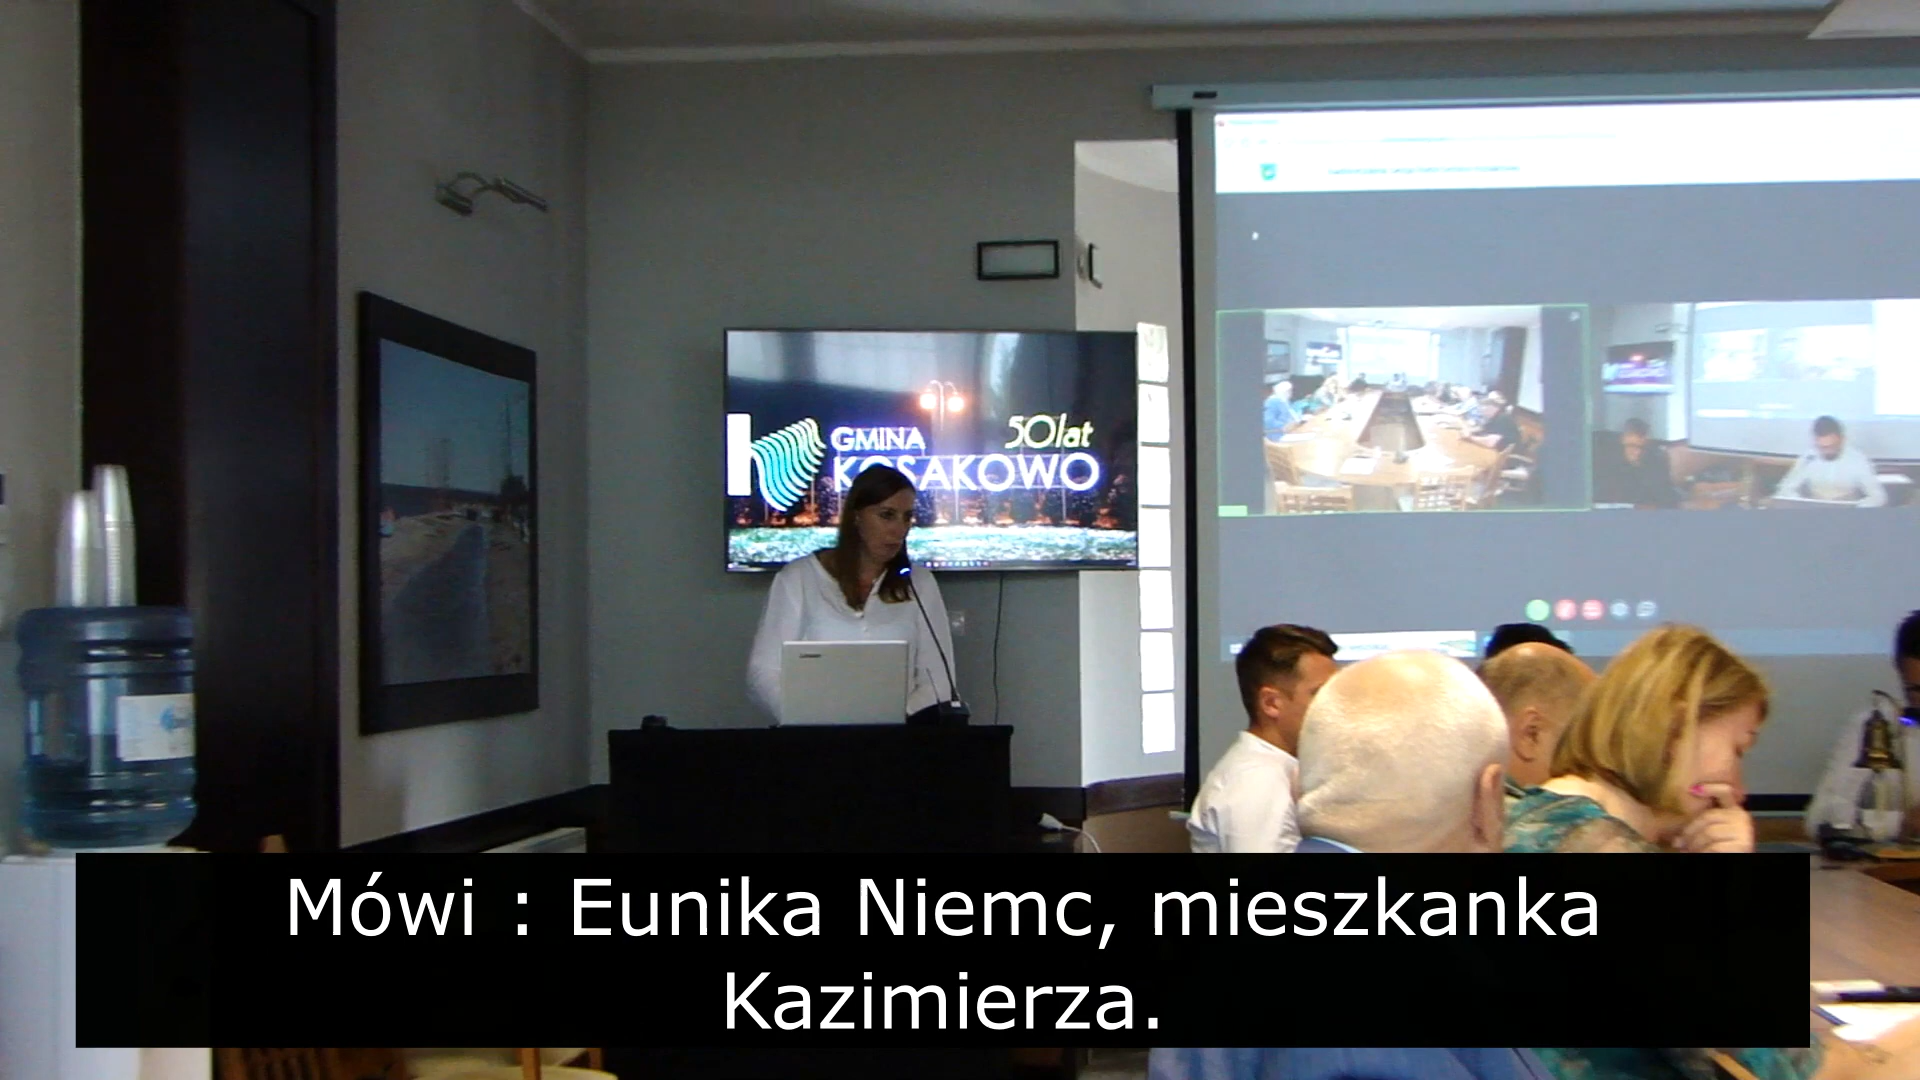 GMINA
50lat
KOSAKOWO
Mówi : Eunika Niemc, mieszkanka
Kazimierza.